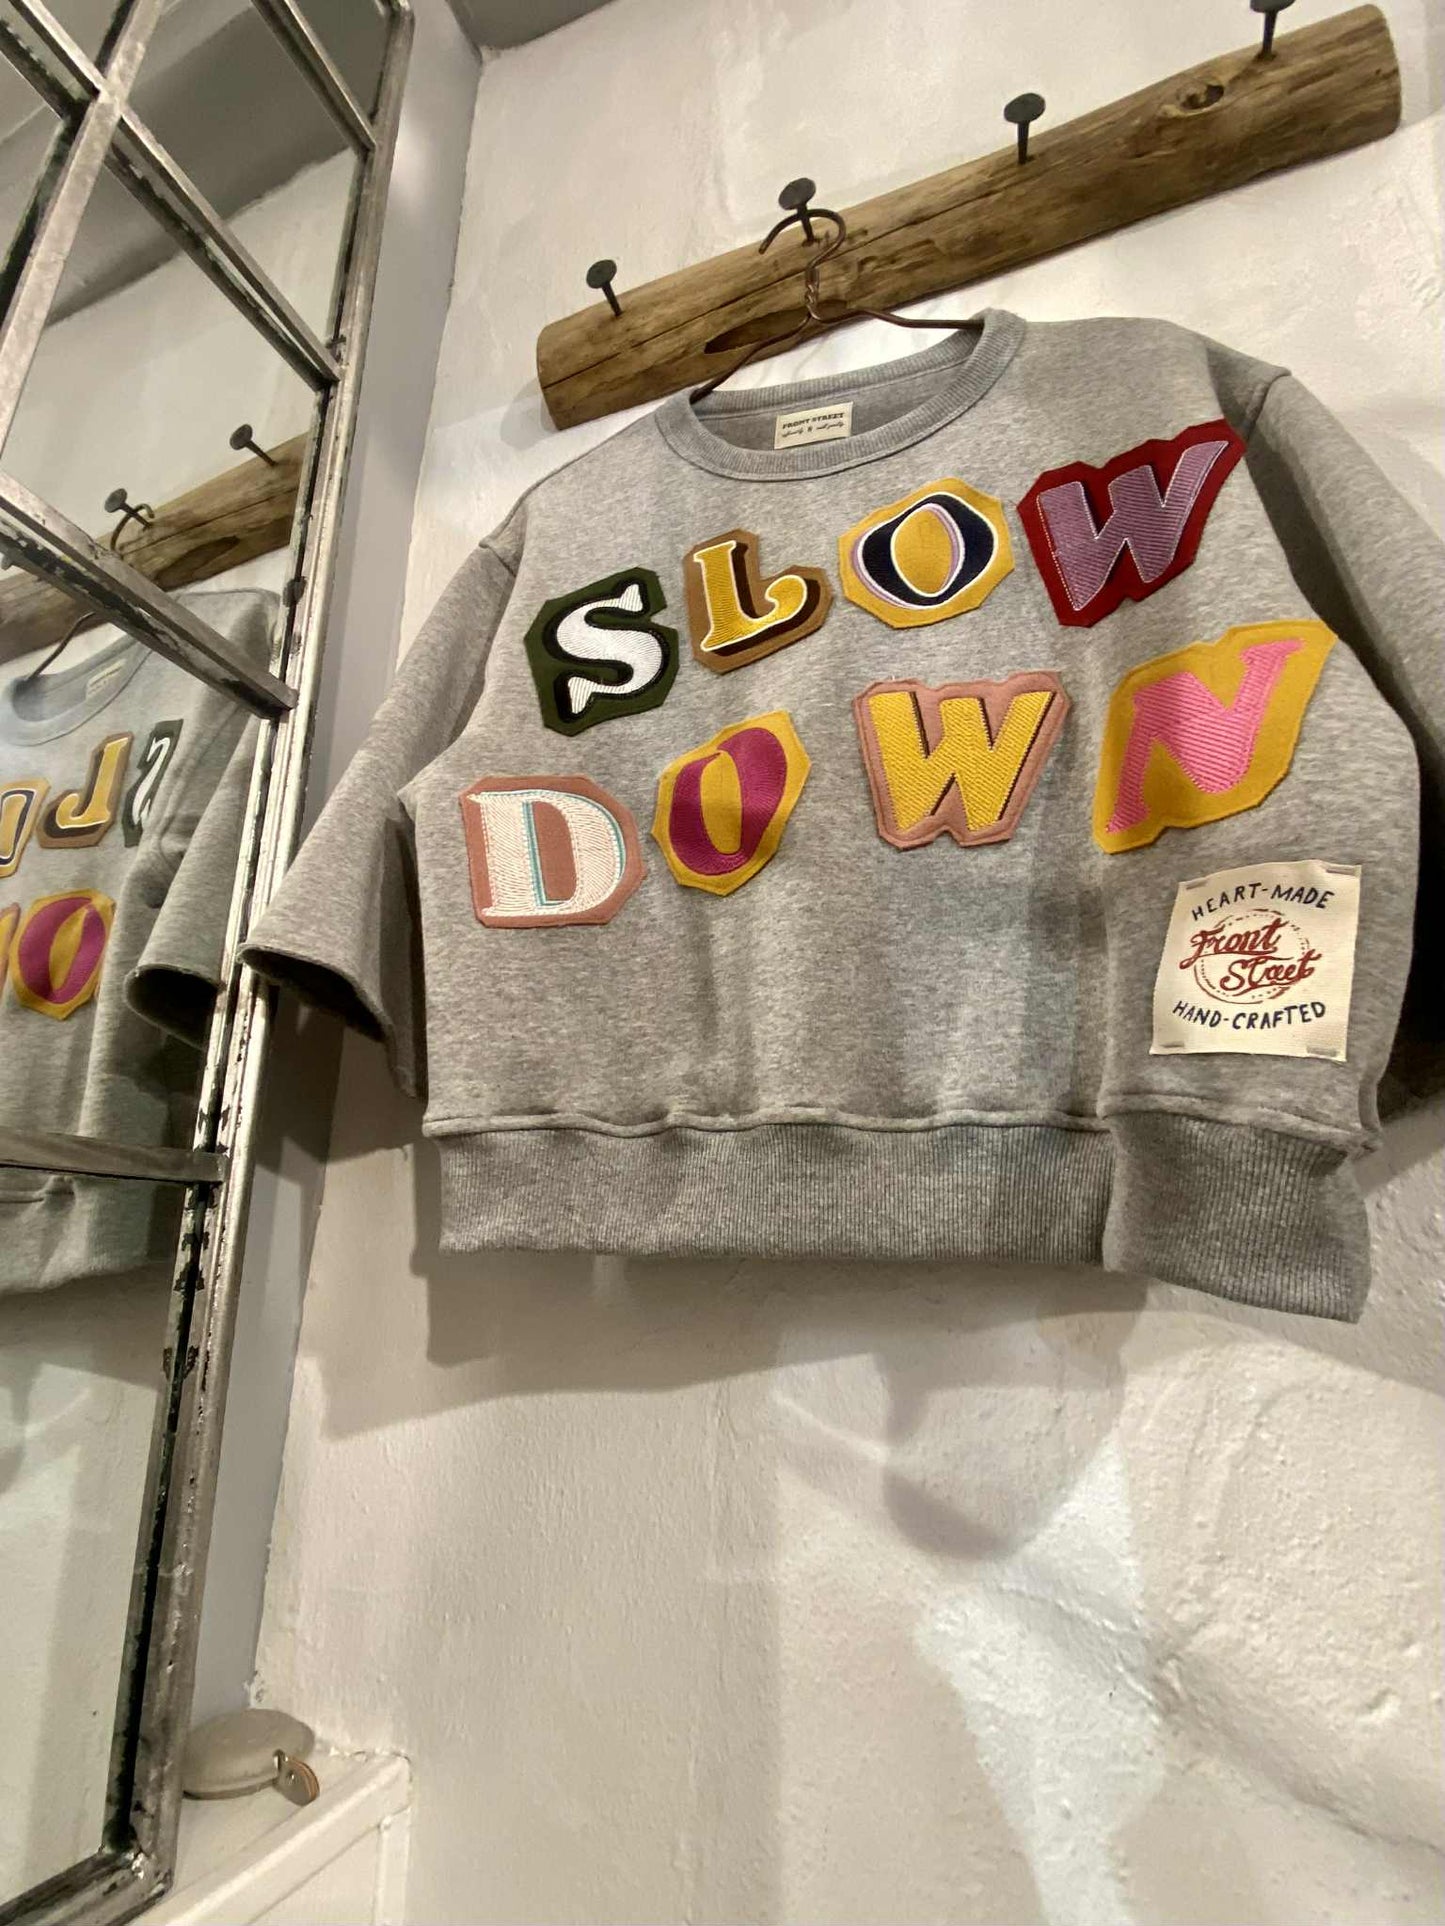 FRONT STREET
SLOW
DOWN
HEART-MADE
Front
Street
HAND-CRAFTED